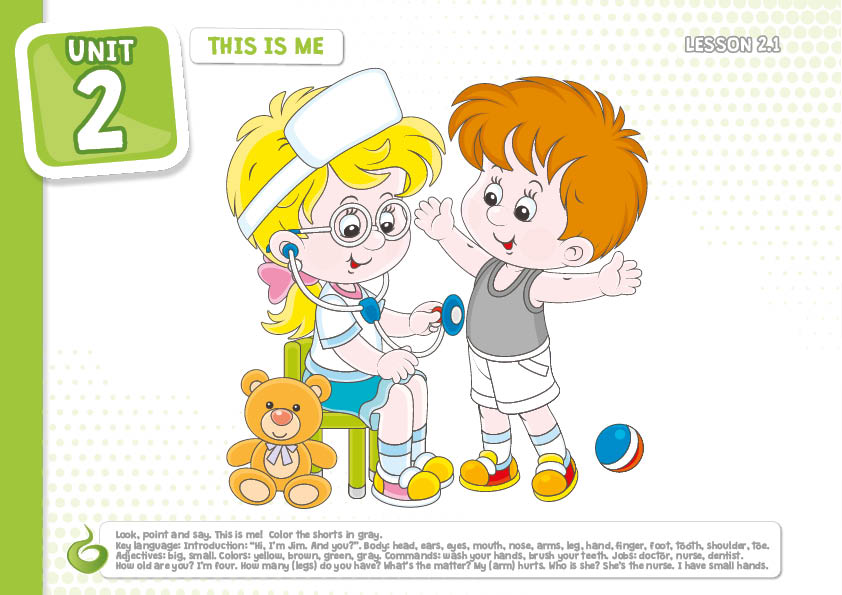 UNIT
2
THIS IS ME
LESSON 2.1
Look, point and say. This is me! Color the shorts in gray.
Key language: Introduction: "Hi, I'm Jim. And you?". Body: head, ears, eyes, mouth, nose, arms, leg, hand, finger, foot, tooth, shoulder, toe.
Adjectives: big, small. Colors: yellow, brown, green, gray. Commands: wash your hands, brush your teeth. Jobs: doctor, nurse, dentist.
How old are you? I'm four. How many (legs) do you have? What's the matter? My (arm) hurts. Who is she? She's the nurse. I have small hands.